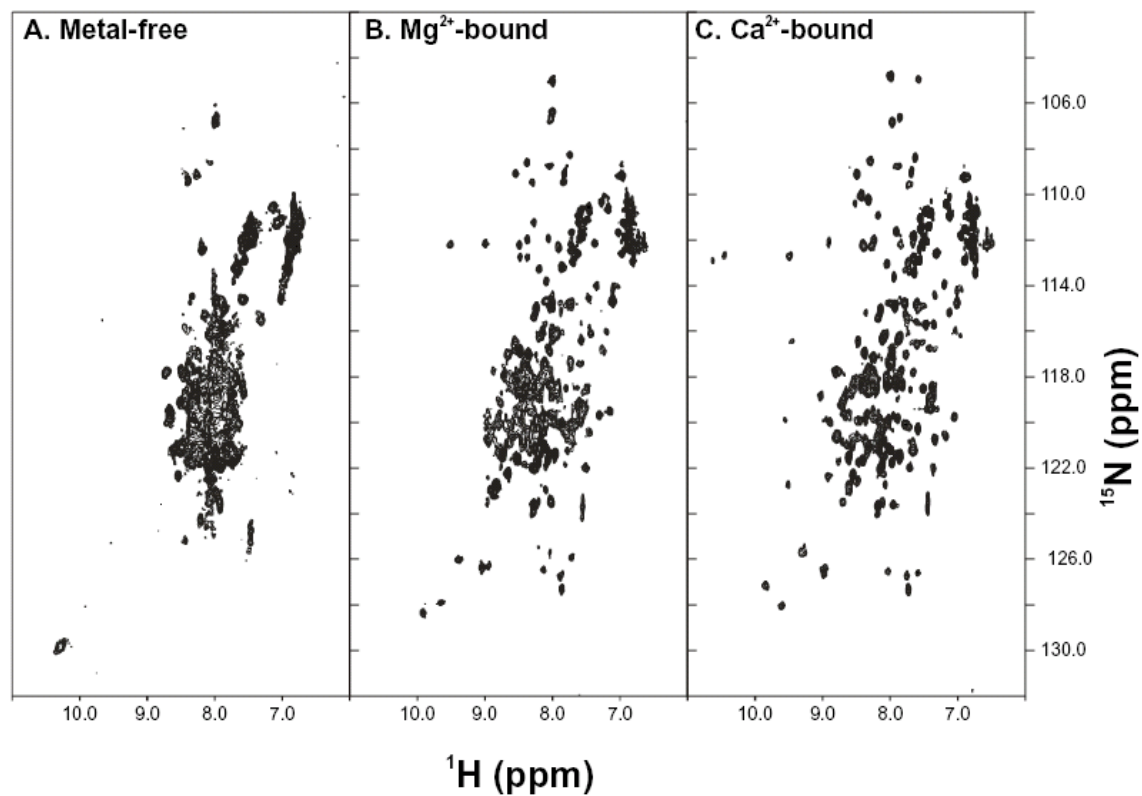 A. Metal-free
B. Mg²⁺-bound
C. Ca²⁺-bound
106.0
110.0
114.0
118.0
122.0
126.0
130.0
¹⁵N (ppm)
10.0 9.0 8.0 7.0 10.0 9.0 8.0 7.0 10.0 9.0 8.0 7.0
¹H (ppm)